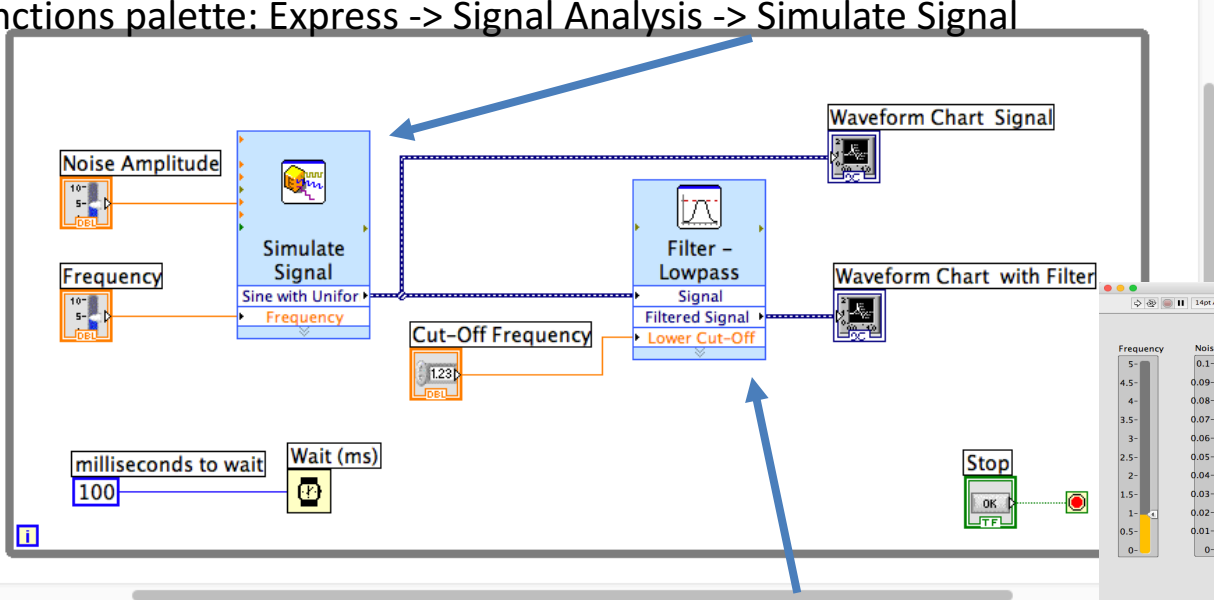 nctions palette: Express -> Signal Analysis -> Simulate Signal
Waveform Chart  Signal
Noise Amplitude
10-
5-
DBL
Simulate
Signal
Sine with Unifor
Frequency
Filter –
Lowpass
Signal
Filtered Signal
Lower Cut-Off
Frequency
10-
5-
DBL
Waveform Chart  with Filter
Cut-Off Frequency
1.23
DBL
milliseconds to wait
100
Wait (ms)
Stop
OK
TF
i
14pt
Frequency
5-
4.5-
4-
3.5-
3-
2.5-
2-
1.5-
1-
0.5-
0-
Nois
0.1-
0.09-
0.08-
0.07-
0.06-
0.05-
0.04-
0.03-
0.02-
0.01-
0-